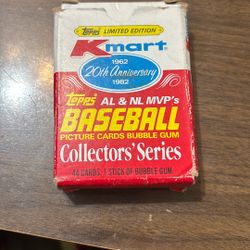 Topps LIMITED EDITION
Kmart
1962
20th Anniversary
1982
Topps AL & NL MVP's
BASEBALL
PICTURE CARDS BUBBLE GUM
Collectors' Series
44 CARDS, 1 STICK OF BUBBLE GUM